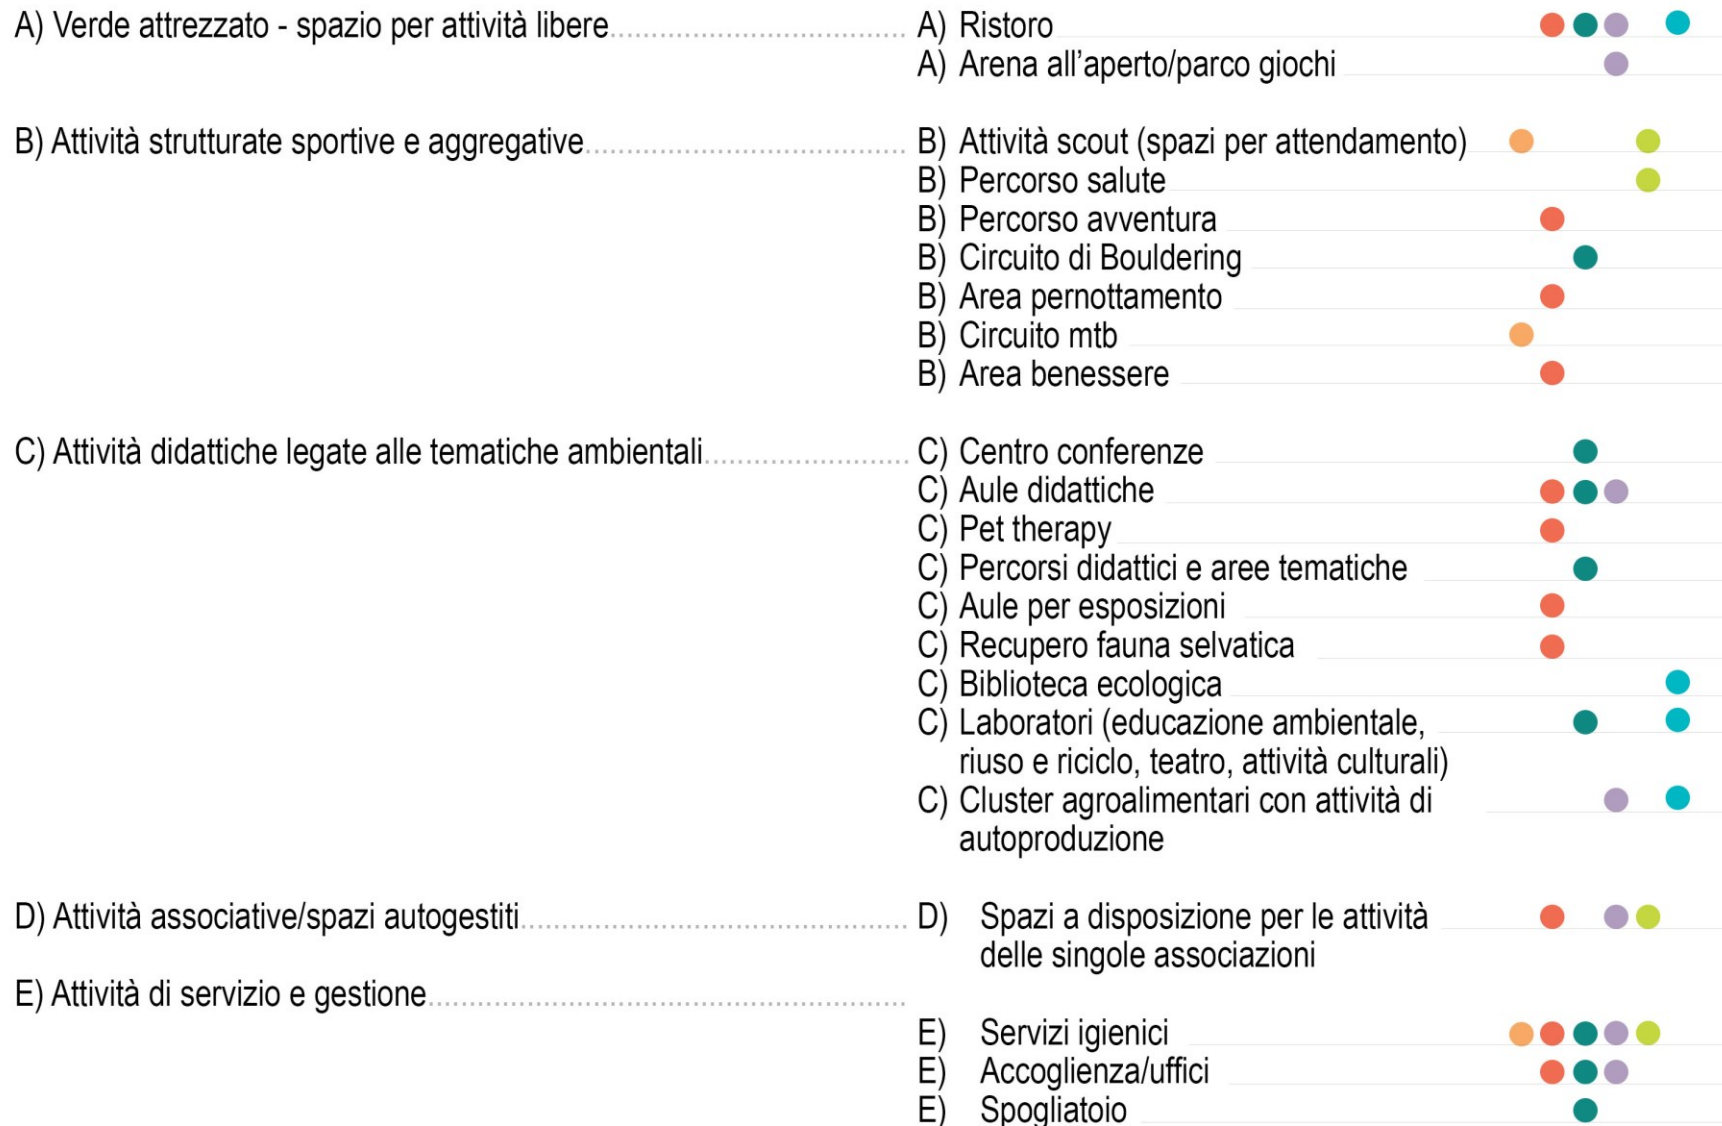 A) Verde attrezzato - spazio per attività libere................................. A) Ristoro
A) Arena all’aperto/parco giochi
B) Attività strutturate sportive e aggregative................................... B) Attività scout (spazi per attendamento)
B) Percorso salute
B) Percorso avventura
B) Circuito di Bouldering
B) Area pernottamento
B) Circuito mtb
B) Area benessere
C) Attività didattiche legate alle tematiche ambientali...................... C) Centro conferenze
C) Aule didattiche
C) Pet therapy
C) Percorsi didattici e aree tematiche
C) Aule per esposizioni
C) Recupero fauna selvatica
C) Biblioteca ecologica
C) Laboratori (educazione ambientale,
riuso e riciclo, teatro, attività culturali)
C) Cluster agroalimentari con attività di
autoproduzione
D) Attività associative/spazi autogestiti.......................................... D) Spazi a disposizione per le attività
delle singole associazioni
E) Attività di servizio e gestione....................................................
E) Servizi igienici
E) Accoglienza/uffici
E) Spogliatoio